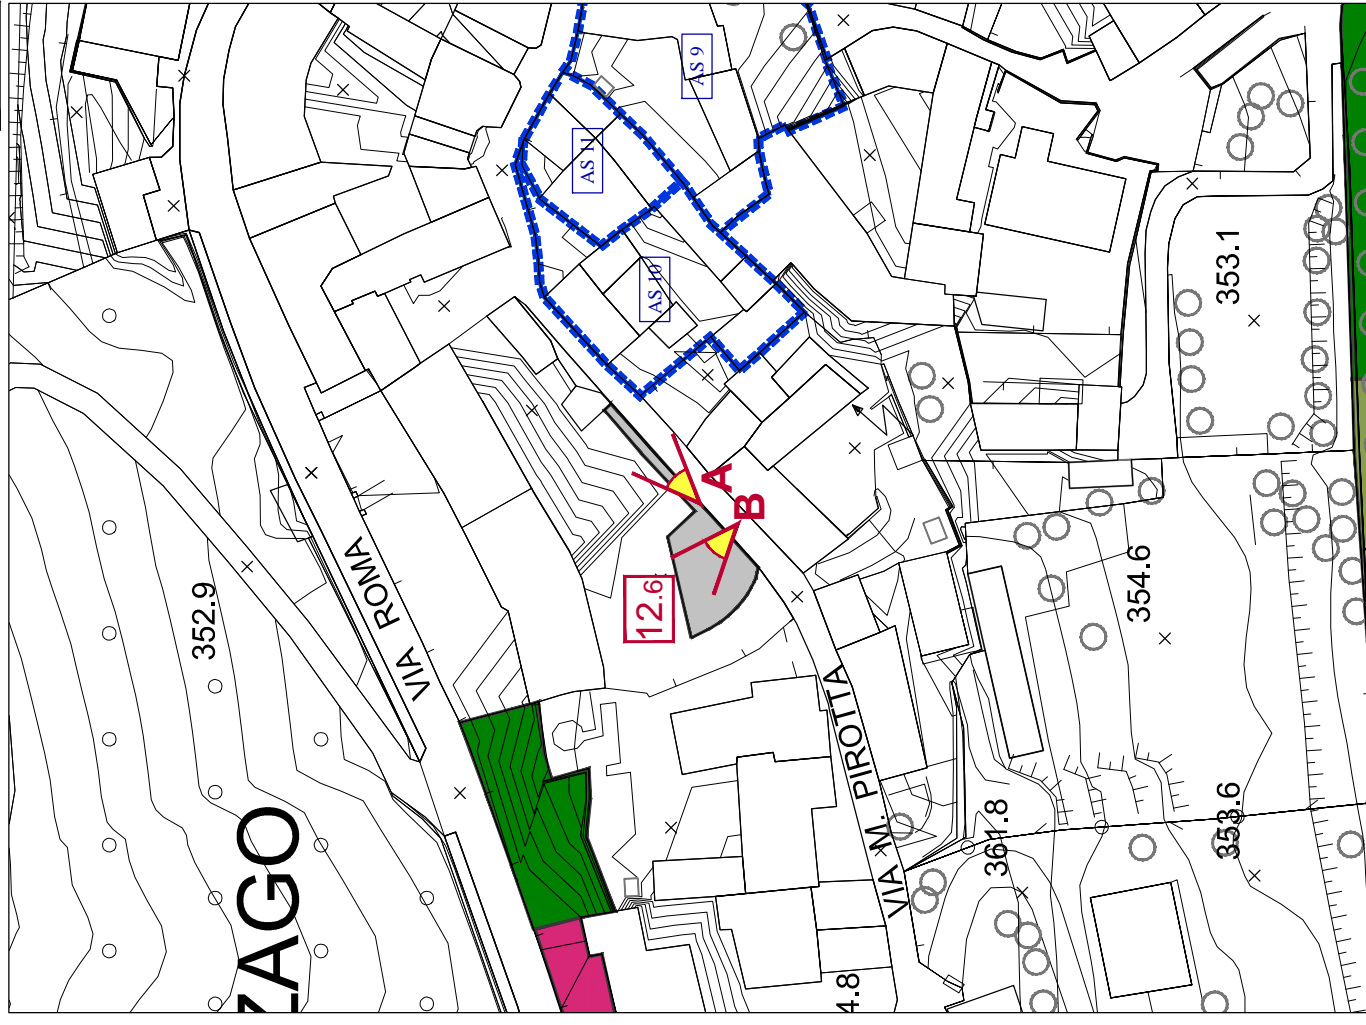 AS 9
AS 11
AS 10
353.1
A
B
12.6
352.9
VIA ROMA
354.6
VIA M. PIROTTA
361.8
353.6
ZAGO
4.8